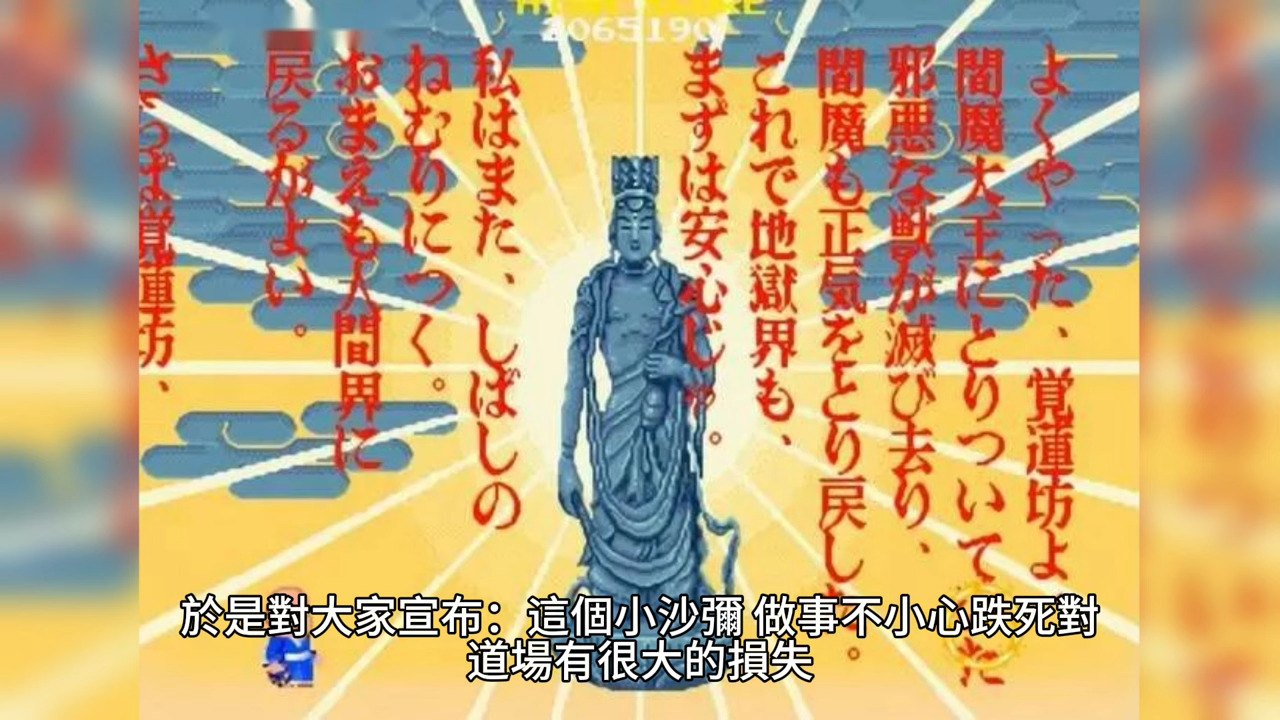 2065190
よくやった、覚蓮坊よ
閻魔大王にとりついてた
邪悪な獣が滅び去り、
閻魔も正気をとり戻した。
これで地獄界も、
まずは安心じゃ。
私はまた、しばしの
ねむりにつく。
おまえも人間界に
戻るがよい。
さらば覚蓮坊、
於是對大家宣布：這個小沙彌 做事不小心跌死對
道場有很大的損失